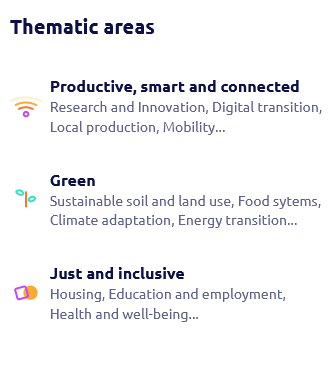 Thematic areas
Productive, smart and connected
Research and Innovation, Digital transition,
Local production, Mobility...
Green
Sustainable soil and land use, Food sytems,
Climate adaptation, Energy transition...
Just and inclusive
Housing, Education and employment,
Health and well-being...